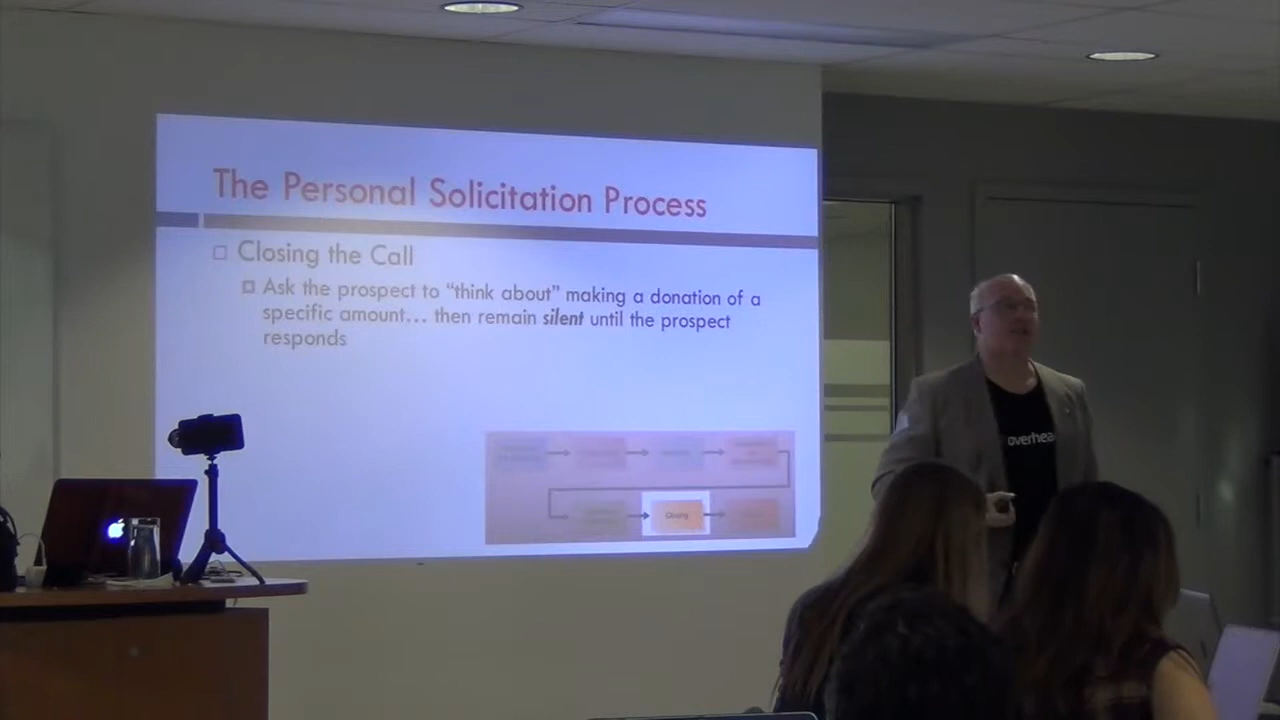 The Personal Solicitation Process
Closing the Call
Ask the prospect to “think about” making a donation of a
specific amount… then remain silent until the prospect
responds
Closing
overhea